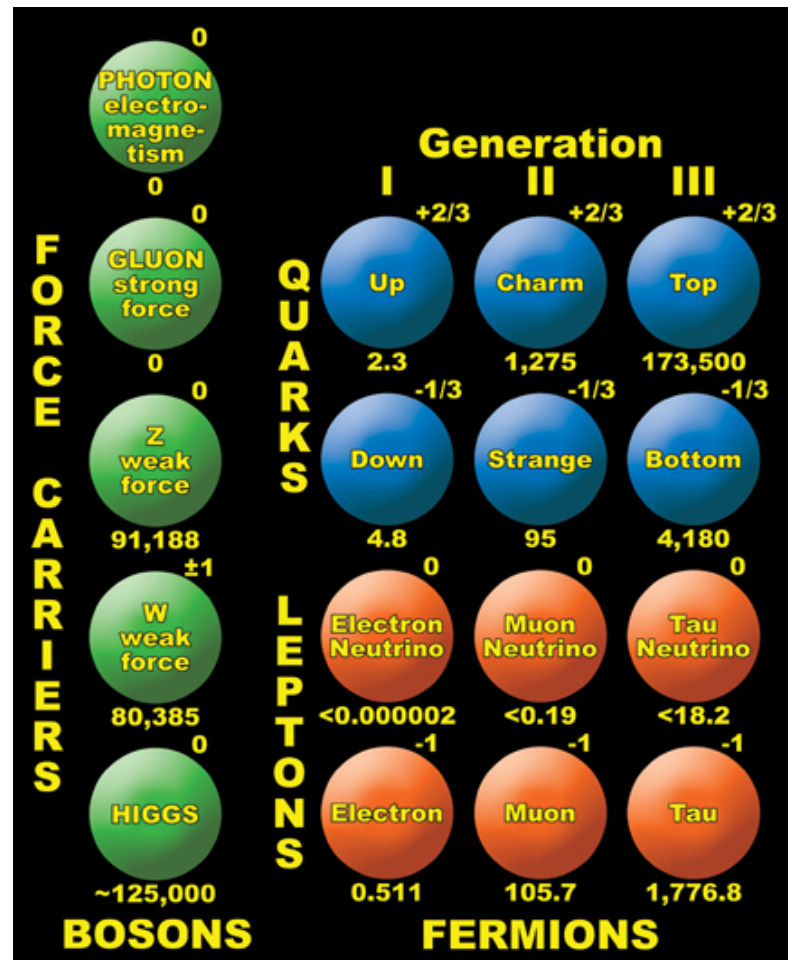 0
PHOTON
electro-
magne-
tism
0
0
GLUON
strong
force
0
0
Z
weak
force
91,188
±1
W
weak
force
80,385
0
HIGGS
~125,000
FORCE CARRIERS
BOSONS
Generation
I II III
QUARKS
+2/3 +2/3 +2/3
Up Charm Top
2.3 1,275 173,500
-1/3 -1/3 -1/3
Down Strange Bottom
4.8 95 4,180
LEPTONS
0 0 0
Electron Muon Tau
Neutrino Neutrino Neutrino
<0.000002 <0.19 <18.2
-1 -1 -1
Electron Muon Tau
0.511 105.7 1,776.8
FERMIONS